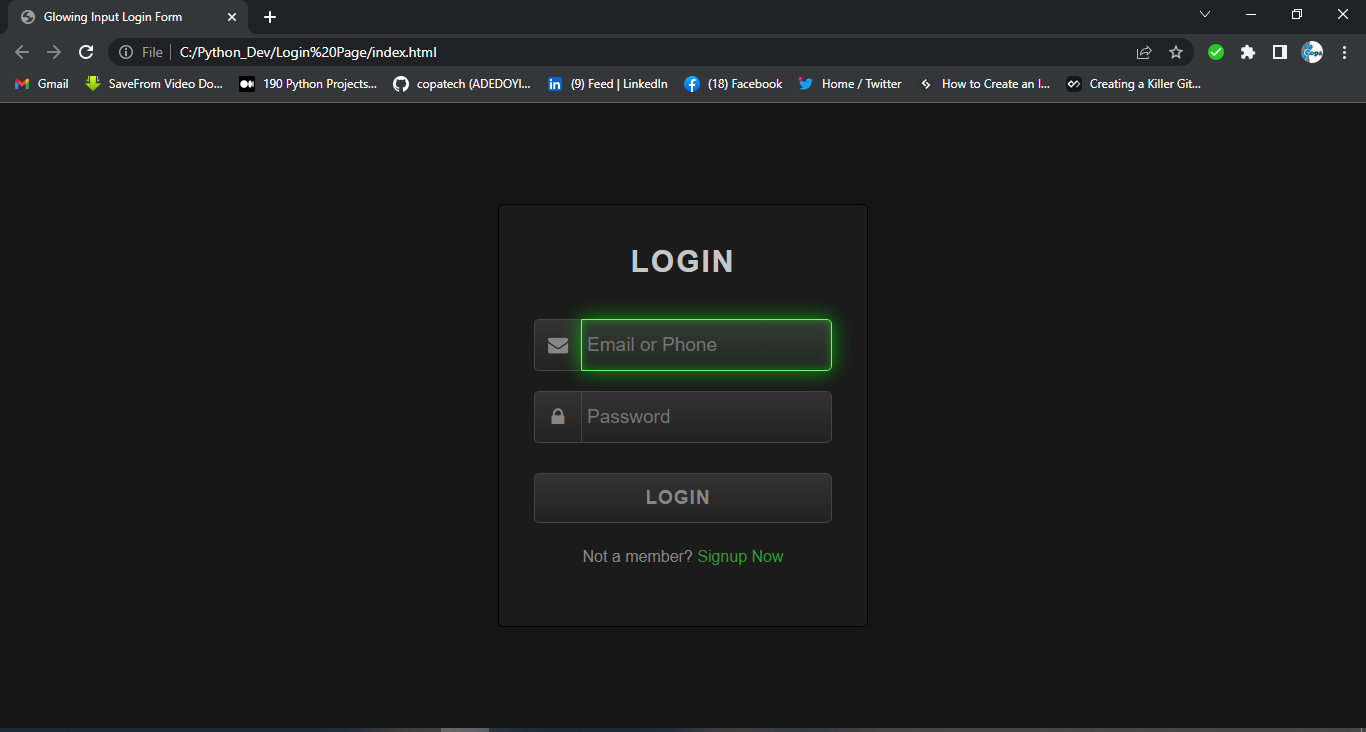 Glowing Input Login Form
File C:/Python_Dev/Login%20Page/index.html
Gmail SaveFrom Video Do... 190 Python Projects... copatech (ADEDOYI... (9) Feed | LinkedIn (18) Facebook Home / Twitter How to Create an I... Creating a Killer Git...
LOGIN
Email or Phone
Password
LOGIN
Not a member? Signup Now